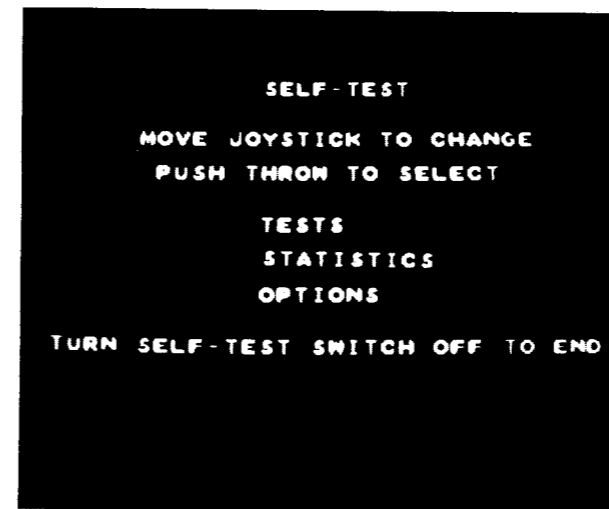 SELF-TEST
MOVE JOYSTICK TO CHANGE
PUSH THROW TO SELECT
TESTS
STATISTICS
OPTIONS
TURN SELF-TEST SWITCH OFF TO END